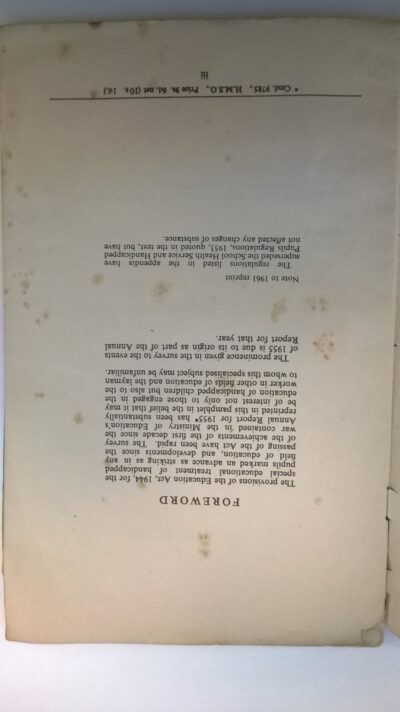 FOREWORD
The provisions of the Education Act, 1944, for the
special educational treatment of handicapped
pupils marked an advance as striking as in any
field of education, and developments since the
passing of the Act have been rapid. The survey
of the achievements of the first decade since the
war contained in the Ministry of Education's
Annual Report for 1955* has been substantially
reprinted in this pamphlet in the belief that it may
be of interest not only to those engaged in the
education of handicapped children but also to the
worker in other fields of education and the layman
to whom this specialised subject may be unfamiliar.
The prominence given in the survey to the events
of 1955 is due to its origin as part of the Annual
Report for that year.
Note to 1961 reprint
The regulations listed in the appendix have
superseded the School Health Service and Handicapped
Pupils Regulations, 1953, quoted in the text, but have
not affected any changes of substance.
* Cmd. 9785, H.M.S.O., Price 9s. 6d. net (10s. 1d.)
iii